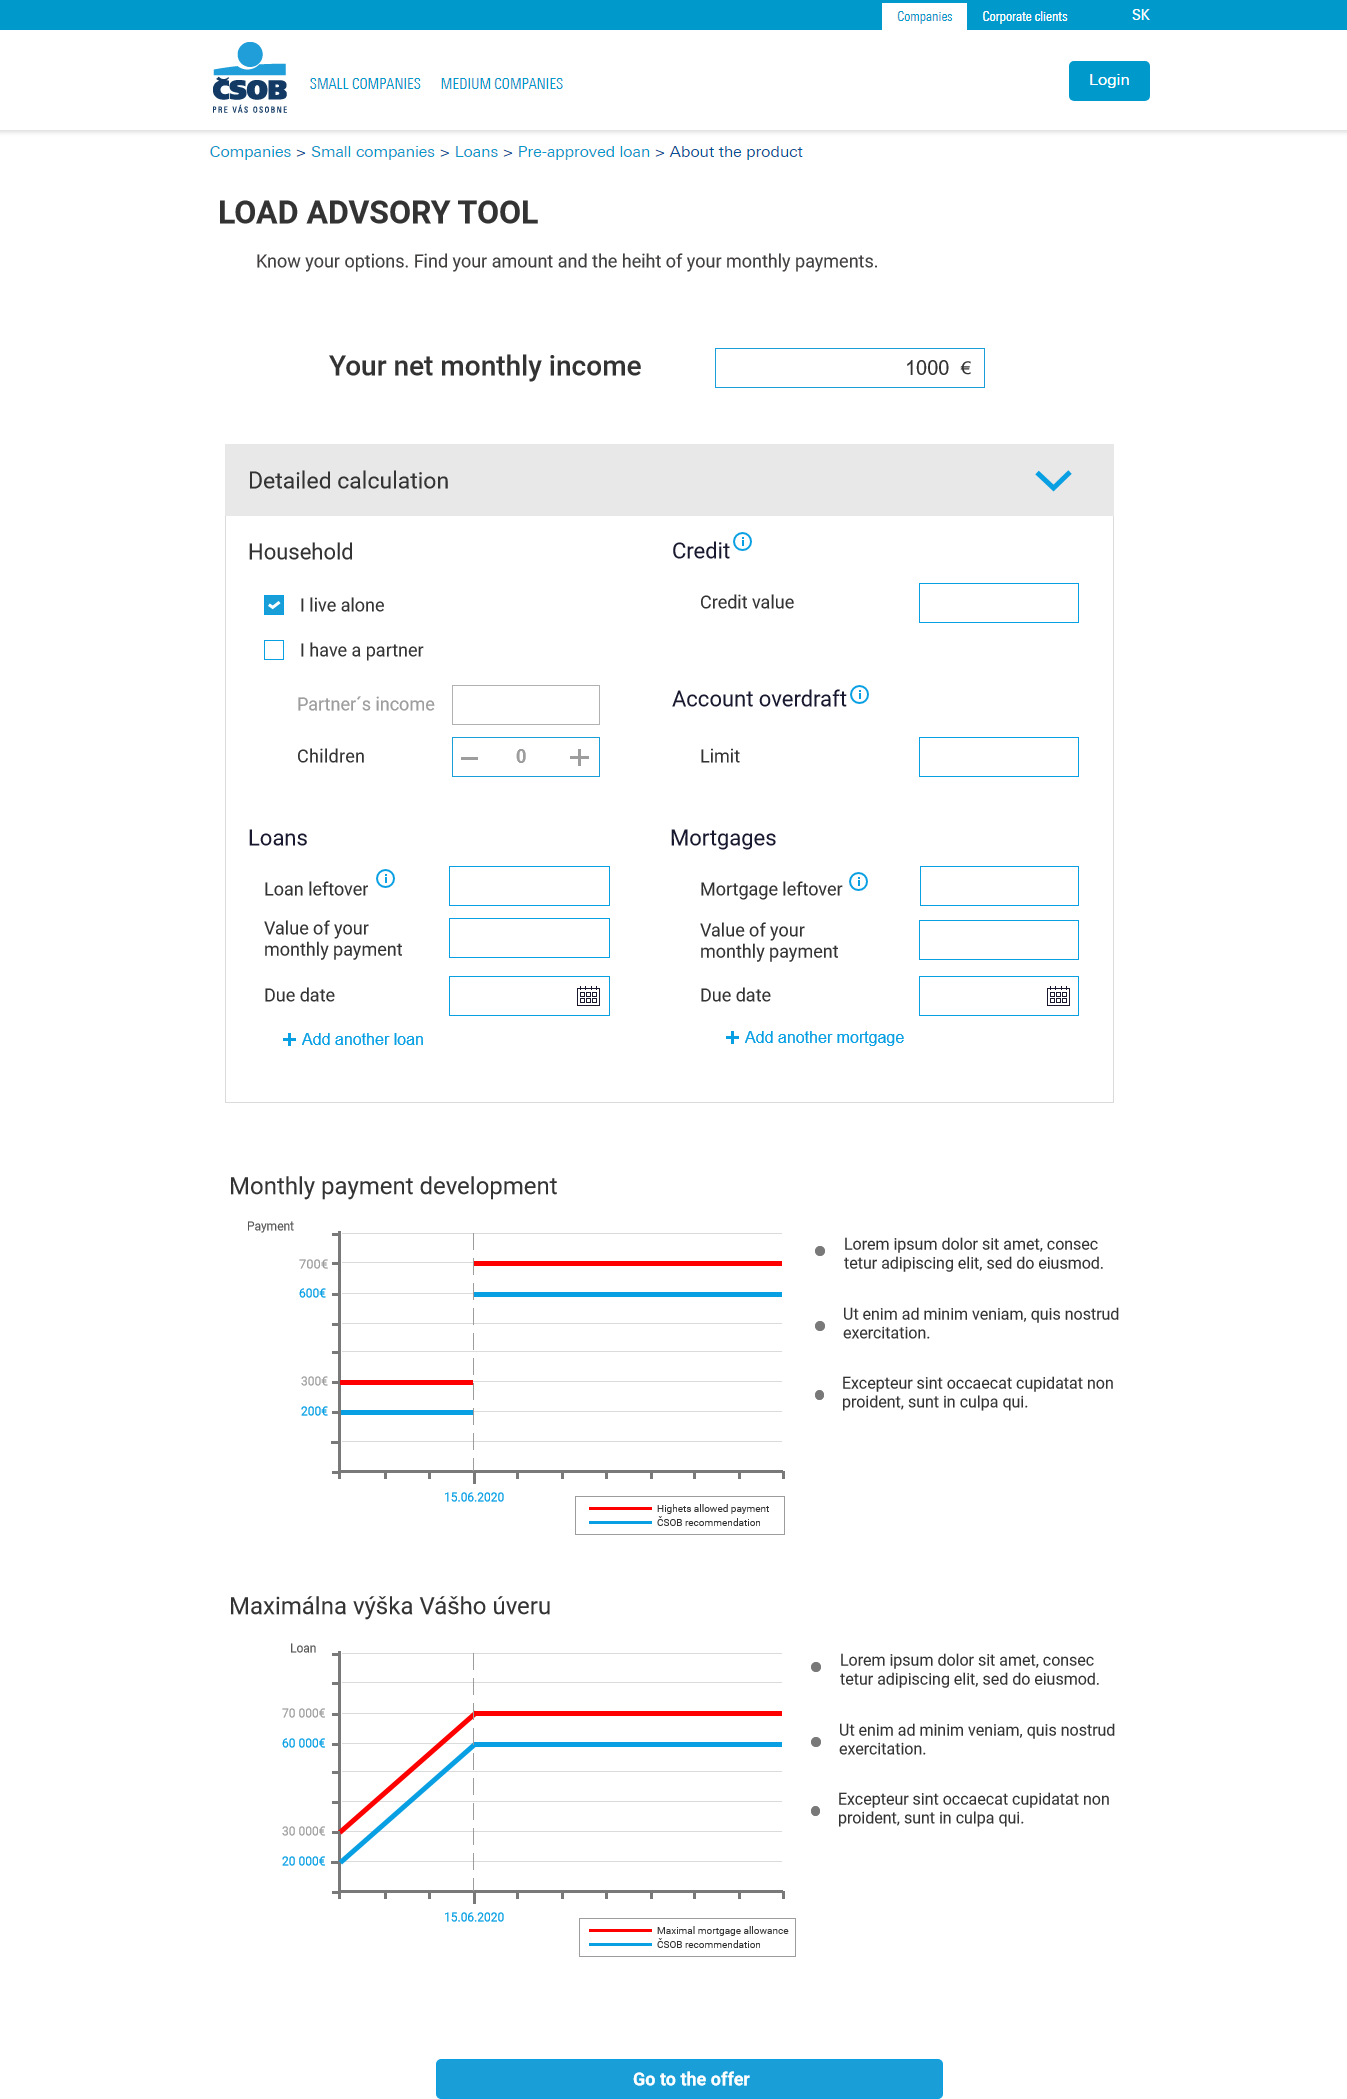 Companies
Corporate clients
SK
ČSOB
PRE VÁS OSOBNE
SMALL COMPANIES
MEDIUM COMPANIES
Login
Companies > Small companies > Loans > Pre-approved loan > About the product
LOAD ADVSORY TOOL
Know your options. Find your amount and the heiht of your monthly payments.
Your net monthly income
1000 €
Detailed calculation
Household
I live alone
I have a partner
Partner´s income
Children
0
Credit
Credit value
Account overdraft
Limit
Loans
Loan leftover
Value of your
monthly payment
Due date
Add another loan
Mortgages
Mortgage leftover
Value of your
monthly payment
Due date
Add another mortgage
Monthly payment development
Payment
700€
600€
300€
200€
15.06.2020
Highets allowed payment
ČSOB recommendation
Lorem ipsum dolor sit amet, consec
tetur adipiscing elit, sed do eiusmod.
Ut enim ad minim veniam, quis nostrud
exercitation.
Excepteur sint occaecat cupidatat non
proident, sunt in culpa qui.
Maximálna výška Vášho úveru
Loan
70 000€
60 000€
30 000€
20 000€
15.06.2020
Maximal mortgage allowance
ČSOB recommendation
Lorem ipsum dolor sit amet, consec
tetur adipiscing elit, sed do eiusmod.
Ut enim ad minim veniam, quis nostrud
exercitation.
Excepteur sint occaecat cupidatat non
proident, sunt in culpa qui.
Go to the offer